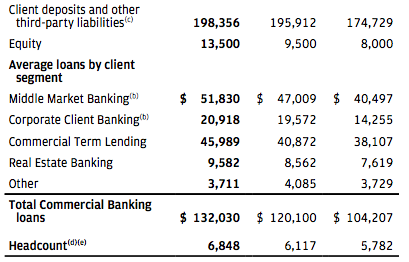 Client deposits and other
third-party liabilities(c) 198,356 195,912 174,729
Equity 13,500 9,500 8,000
Average loans by client
segment
Middle Market Banking(b) $ 51,830 $ 47,009 $ 40,497
Corporate Client Banking(b) 20,918 19,572 14,255
Commercial Term Lending 45,989 40,872 38,107
Real Estate Banking 9,582 8,562 7,619
Other 3,711 4,085 3,729
Total Commercial Banking
loans $ 132,030 $ 120,100 $ 104,207
Headcount(d)(e) 6,848 6,117 5,782